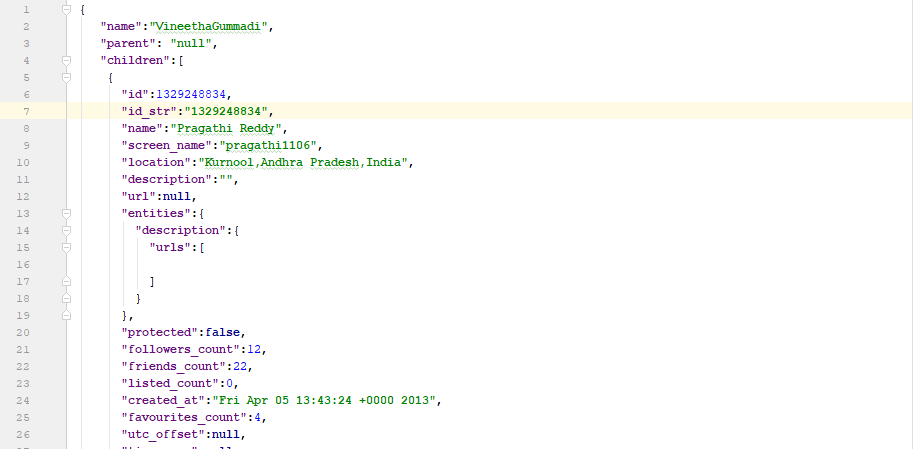 1 {
2 "name":"VineethaGummadi",
3 "parent": "null",
4 "children":[
5 {
6 "id":1329248834,
7 "id_str":"1329248834",
8 "name":"Pragathi Reddy",
9 "screen_name":"pragathi1106",
10 "location":"Kurnool,Andhra Pradesh,India",
11 "description":"",
12 "url":null,
13 "entities":{
14 "description":{
15 "urls":[
16
17 ]
18 }
19 },
20 "protected":false,
21 "followers_count":12,
22 "friends_count":22,
23 "listed_count":0,
24 "created_at":"Fri Apr 05 13:43:24 +0000 2013",
25 "favourites_count":4,
26 "utc_offset":null,